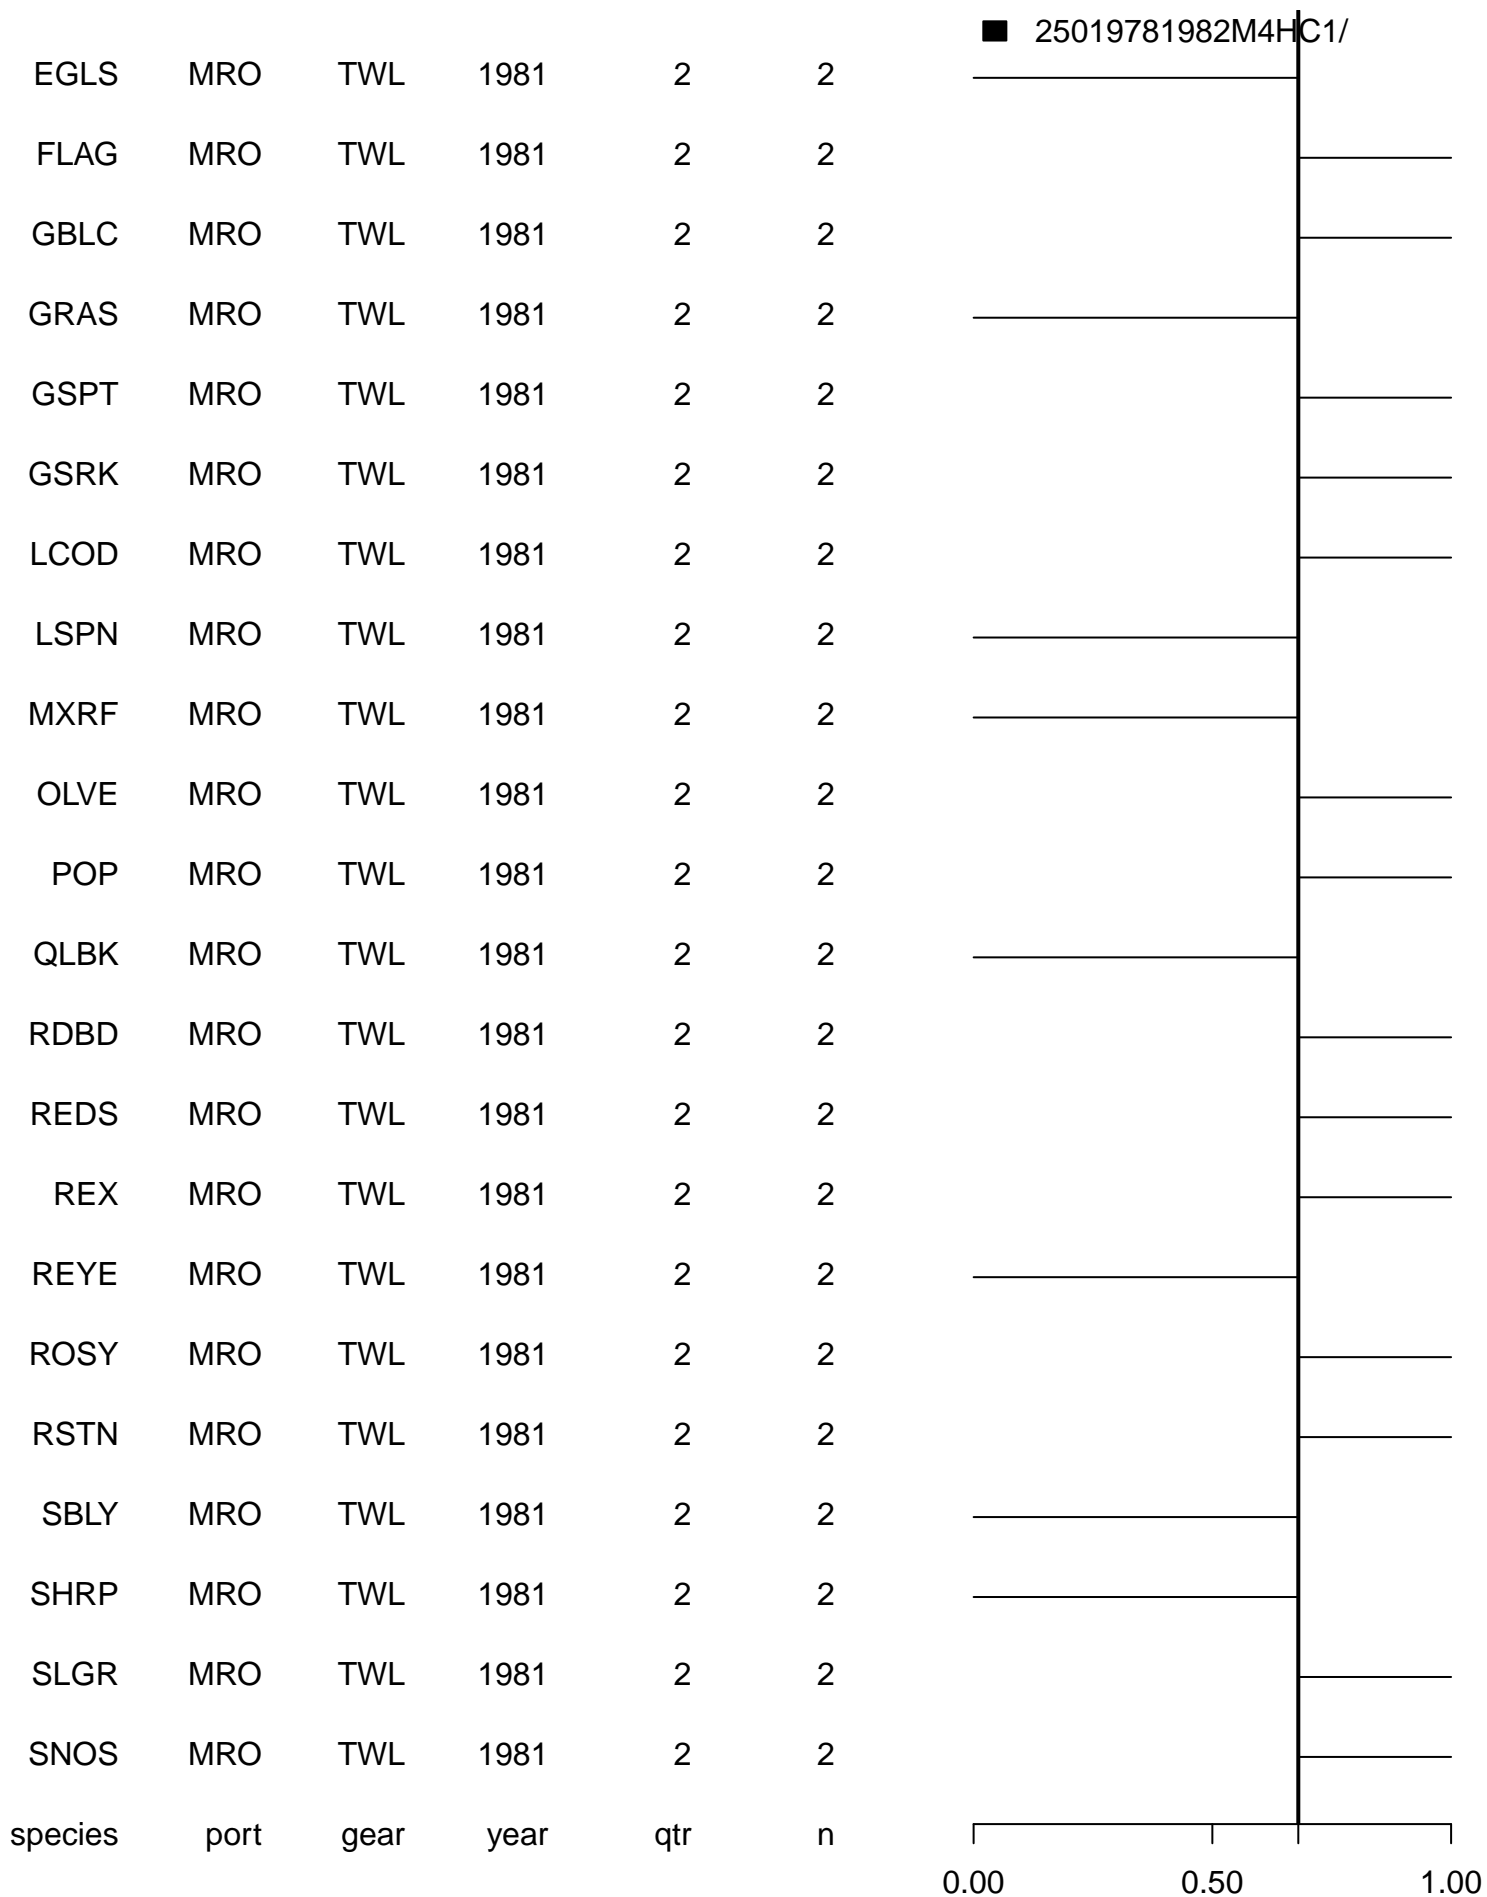 25019781982M4HC1/
EGLS MRO TWL 1981 2 2
FLAG MRO TWL 1981 2 2
GBLC MRO TWL 1981 2 2
GRAS MRO TWL 1981 2 2
GSPT MRO TWL 1981 2 2
GSRK MRO TWL 1981 2 2
LCOD MRO TWL 1981 2 2
LSPN MRO TWL 1981 2 2
MXRF MRO TWL 1981 2 2
OLVE MRO TWL 1981 2 2
POP MRO TWL 1981 2 2
QLBK MRO TWL 1981 2 2
RDBD MRO TWL 1981 2 2
REDS MRO TWL 1981 2 2
REX MRO TWL 1981 2 2
REYE MRO TWL 1981 2 2
ROSY MRO TWL 1981 2 2
RSTN MRO TWL 1981 2 2
SBLY MRO TWL 1981 2 2
SHRP MRO TWL 1981 2 2
SLGR MRO TWL 1981 2 2
SNOS MRO TWL 1981 2 2
species port gear year qtr n
0.00 0.50 1.00